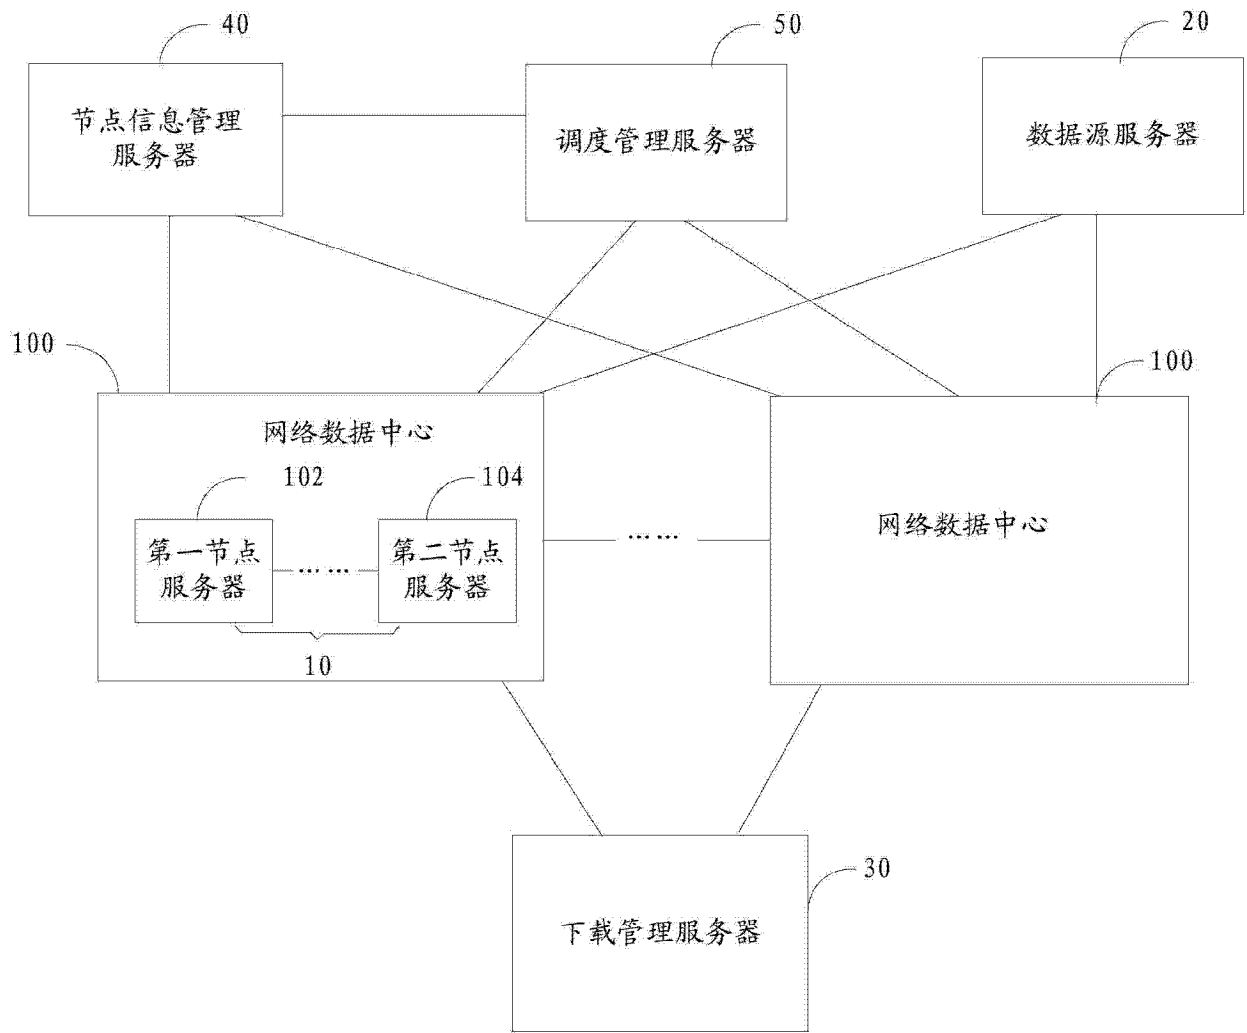 40
50
20
节点信息管理
服务器
调度管理服务器
数据源服务器
100
100
网络数据中心
102
104
第一节点
服务器
…… 
第二节点
服务器
10
……
网络数据中心
30
下载管理服务器